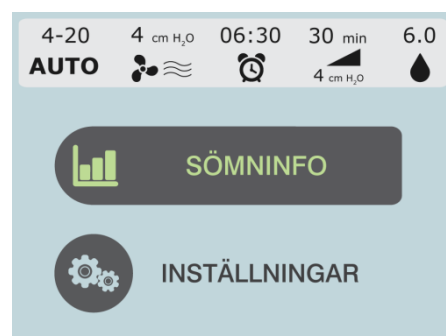 4-20 4 cm H₂O 06:30 30 min 6.0
AUTO 4 cm H₂O
SÖMNINFO
INSTÄLLNINGAR